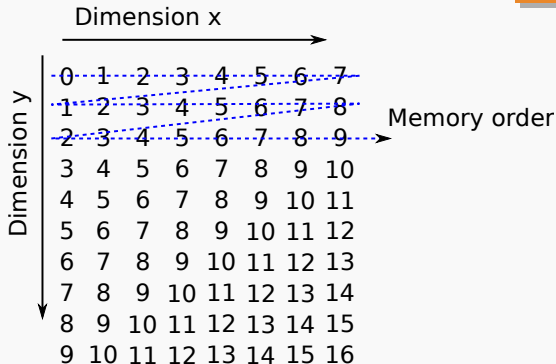 Dimension x
Dimension y
0 1 2 3 4 5 6 7
1 2 3 4 5 6 7 8
Memory order
2 3 4 5 6 7 8 9
3 4 5 6 7 8 9 10
4 5 6 7 8 9 10 11
5 6 7 8 9 10 11 12
6 7 8 9 10 11 12 13
7 8 9 10 11 12 13 14
8 9 10 11 12 13 14 15
9 10 11 12 13 14 15 16